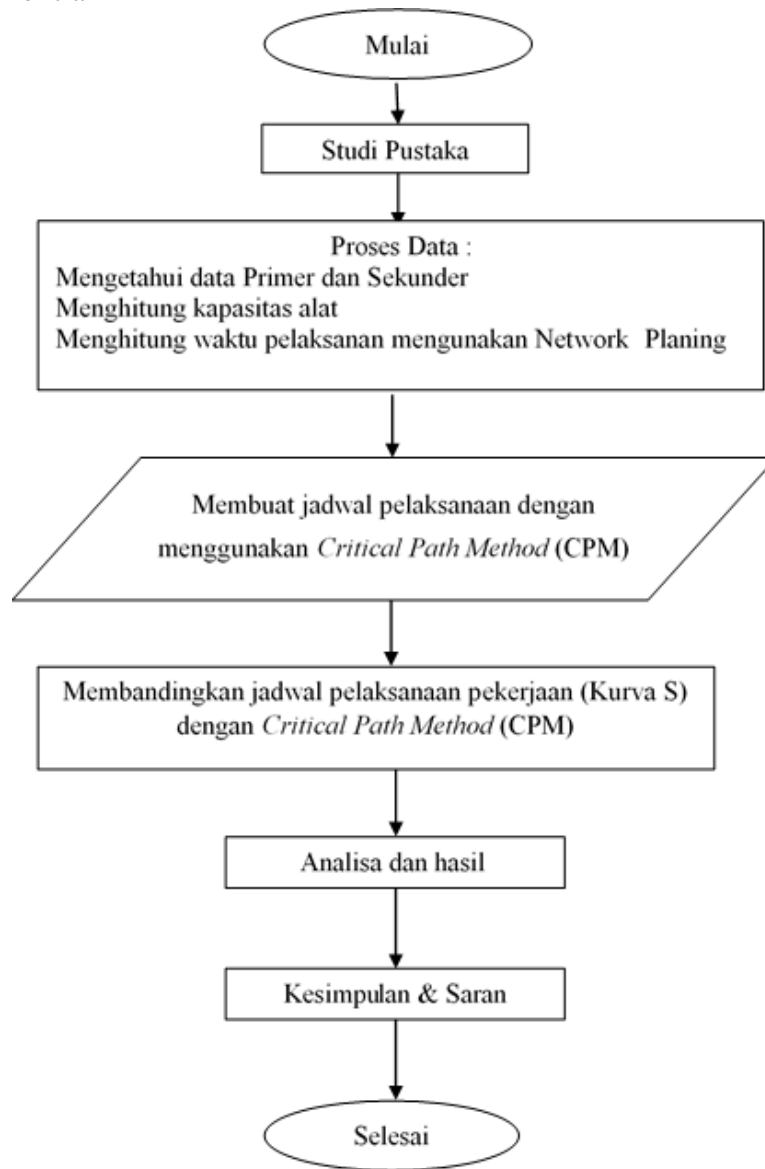 Mulai
Studi Pustaka
Proses Data :
Mengetahui data Primer dan Sekunder
Menghitung kapasitas alat
Menghitung waktu pelaksanan mengunakan Network Planing
Membuat jadwal pelaksanaan dengan
menggunakan Critical Path Method (CPM)
Membandingkan jadwal pelaksanaan pekerjaan (Kurva S)
dengan Critical Path Method (CPM)
Analisa dan hasil
Kesimpulan & Saran
Selesai